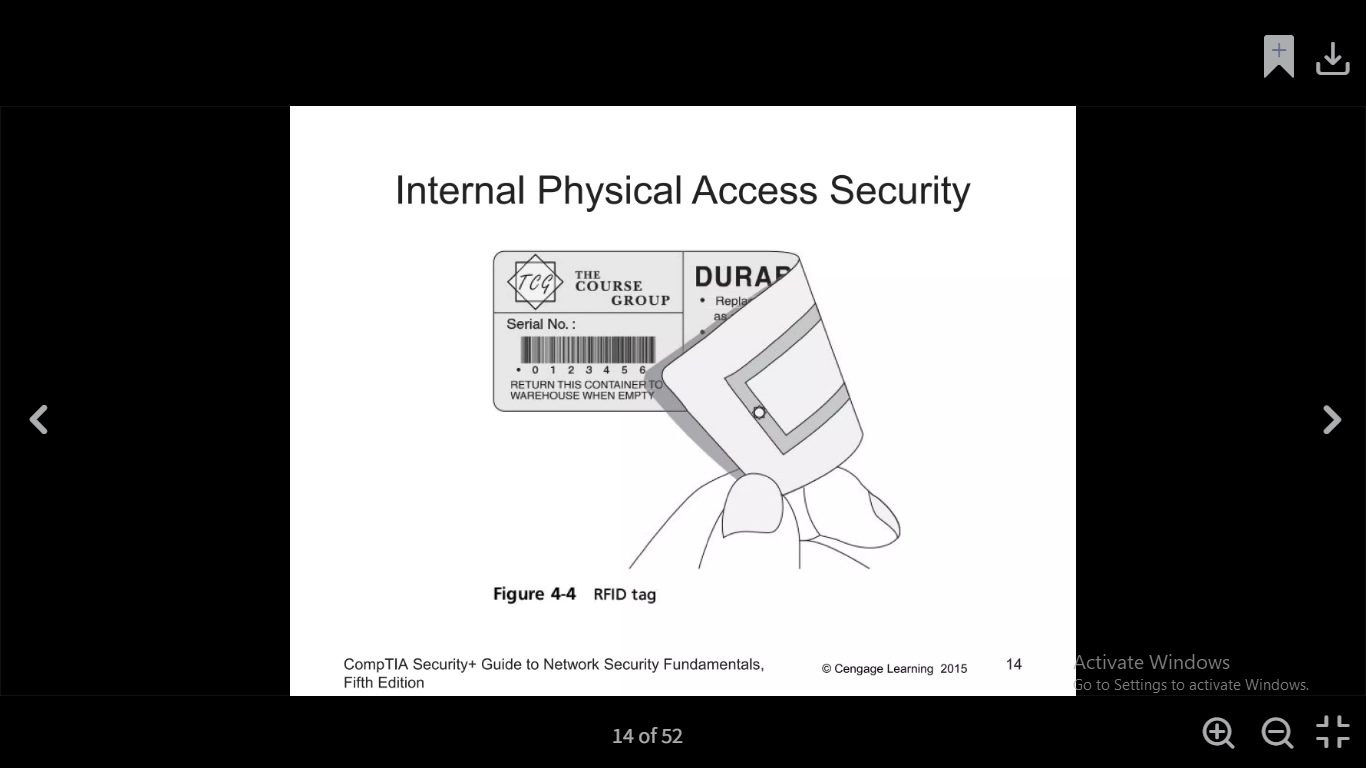 Internal Physical Access Security
TCG
THE
COURSE
GROUP
DURAB
• Repla
as
•
Serial No. :
• 0 1 2 3 4 5 6
RETURN THIS CONTAINER TO
WAREHOUSE WHEN EMPTY
Figure 4-4 RFID tag
CompTIA Security+ Guide to Network Security Fundamentals,
Fifth Edition
© Cengage Learning 2015
14
Activate Windows
Go to Settings to activate Windows.
14 of 52